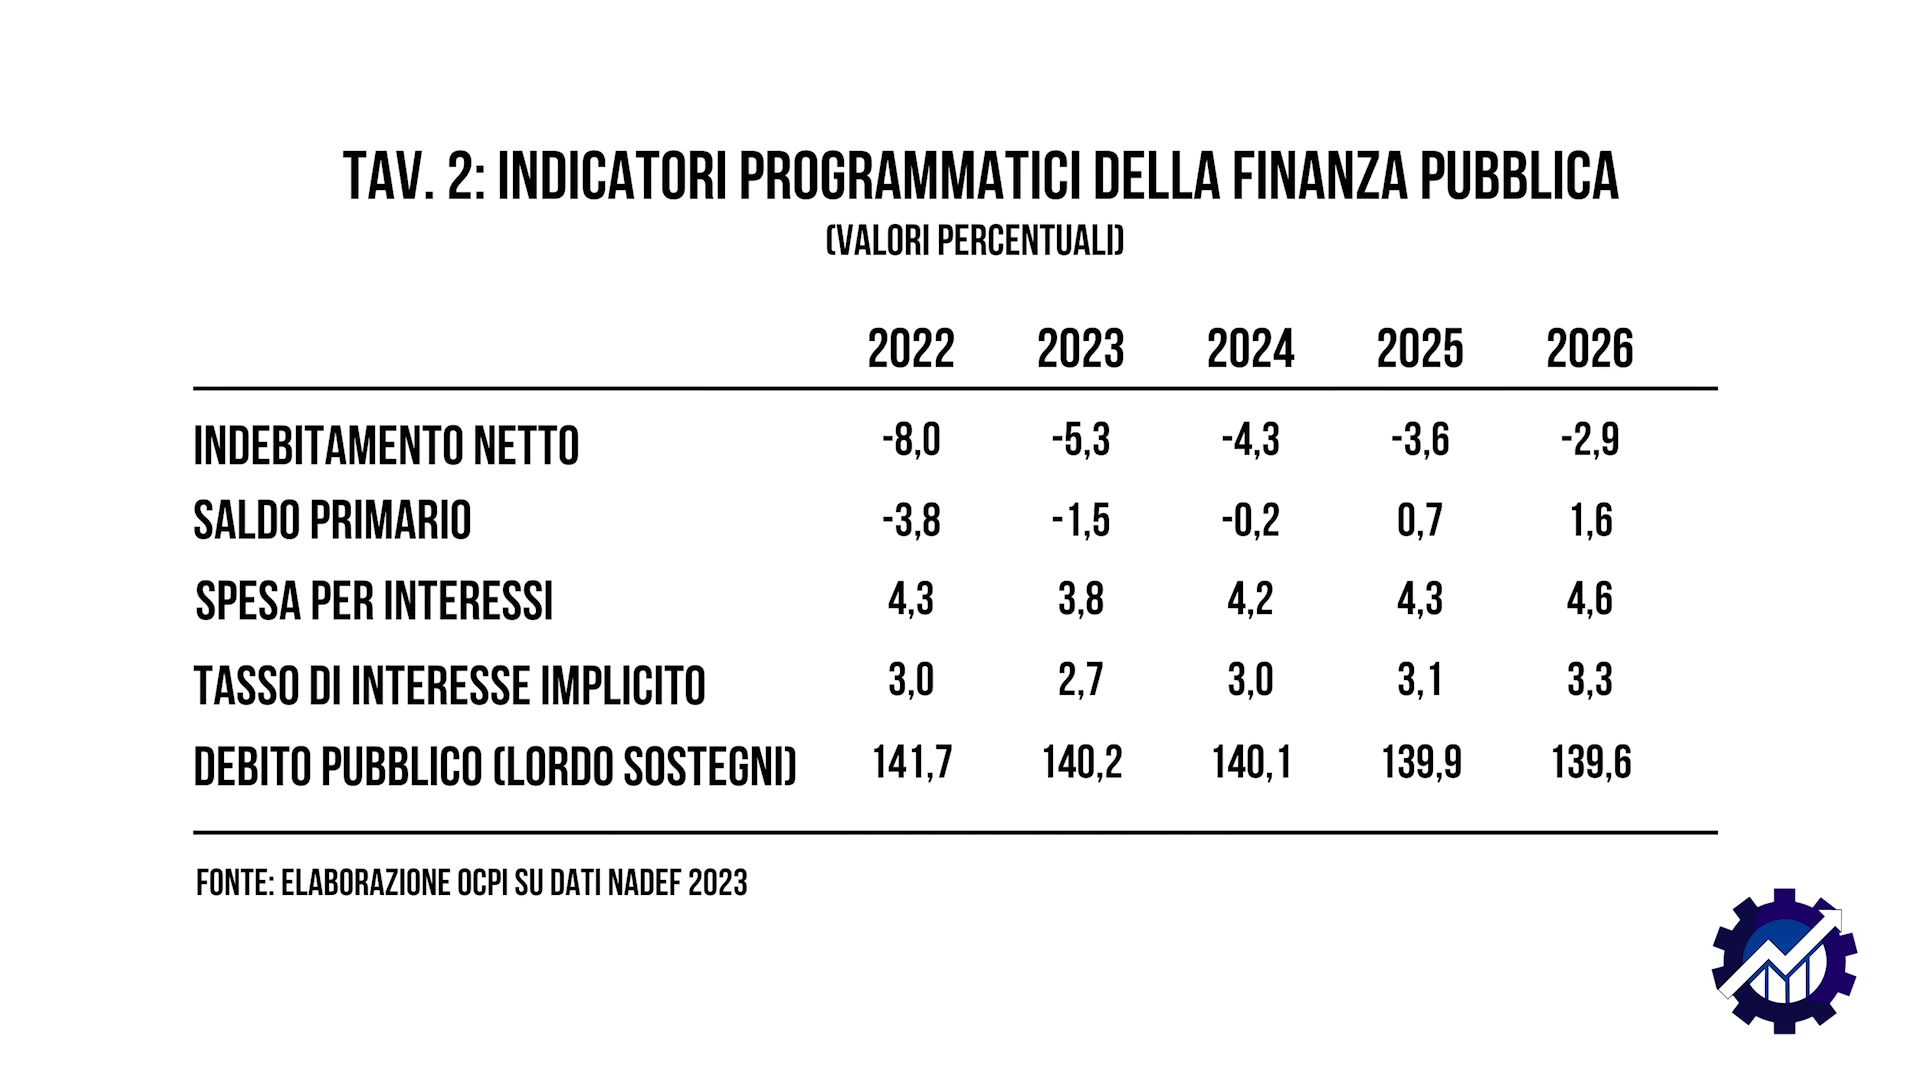 TAV. 2: INDICATORI PROGRAMMATICI DELLA FINANZA PUBBLICA
(VALORI PERCENTUALI)
2022 2023 2024 2025 2026
INDEBITAMENTO NETTO -8,0 -5,3 -4,3 -3,6 -2,9
SALDO PRIMARIO -3,8 -1,5 -0,2 0,7 1,6
SPESA PER INTERESSI 4,3 3,8 4,2 4,3 4,6
TASSO DI INTERESSE IMPLICITO 3,0 2,7 3,0 3,1 3,3
DEBITO PUBBLICO (LORDO SOSTEGNI) 141,7 140,2 140,1 139,9 139,6
FONTE: ELABORAZIONE OCPI SU DATI NADEF 2023